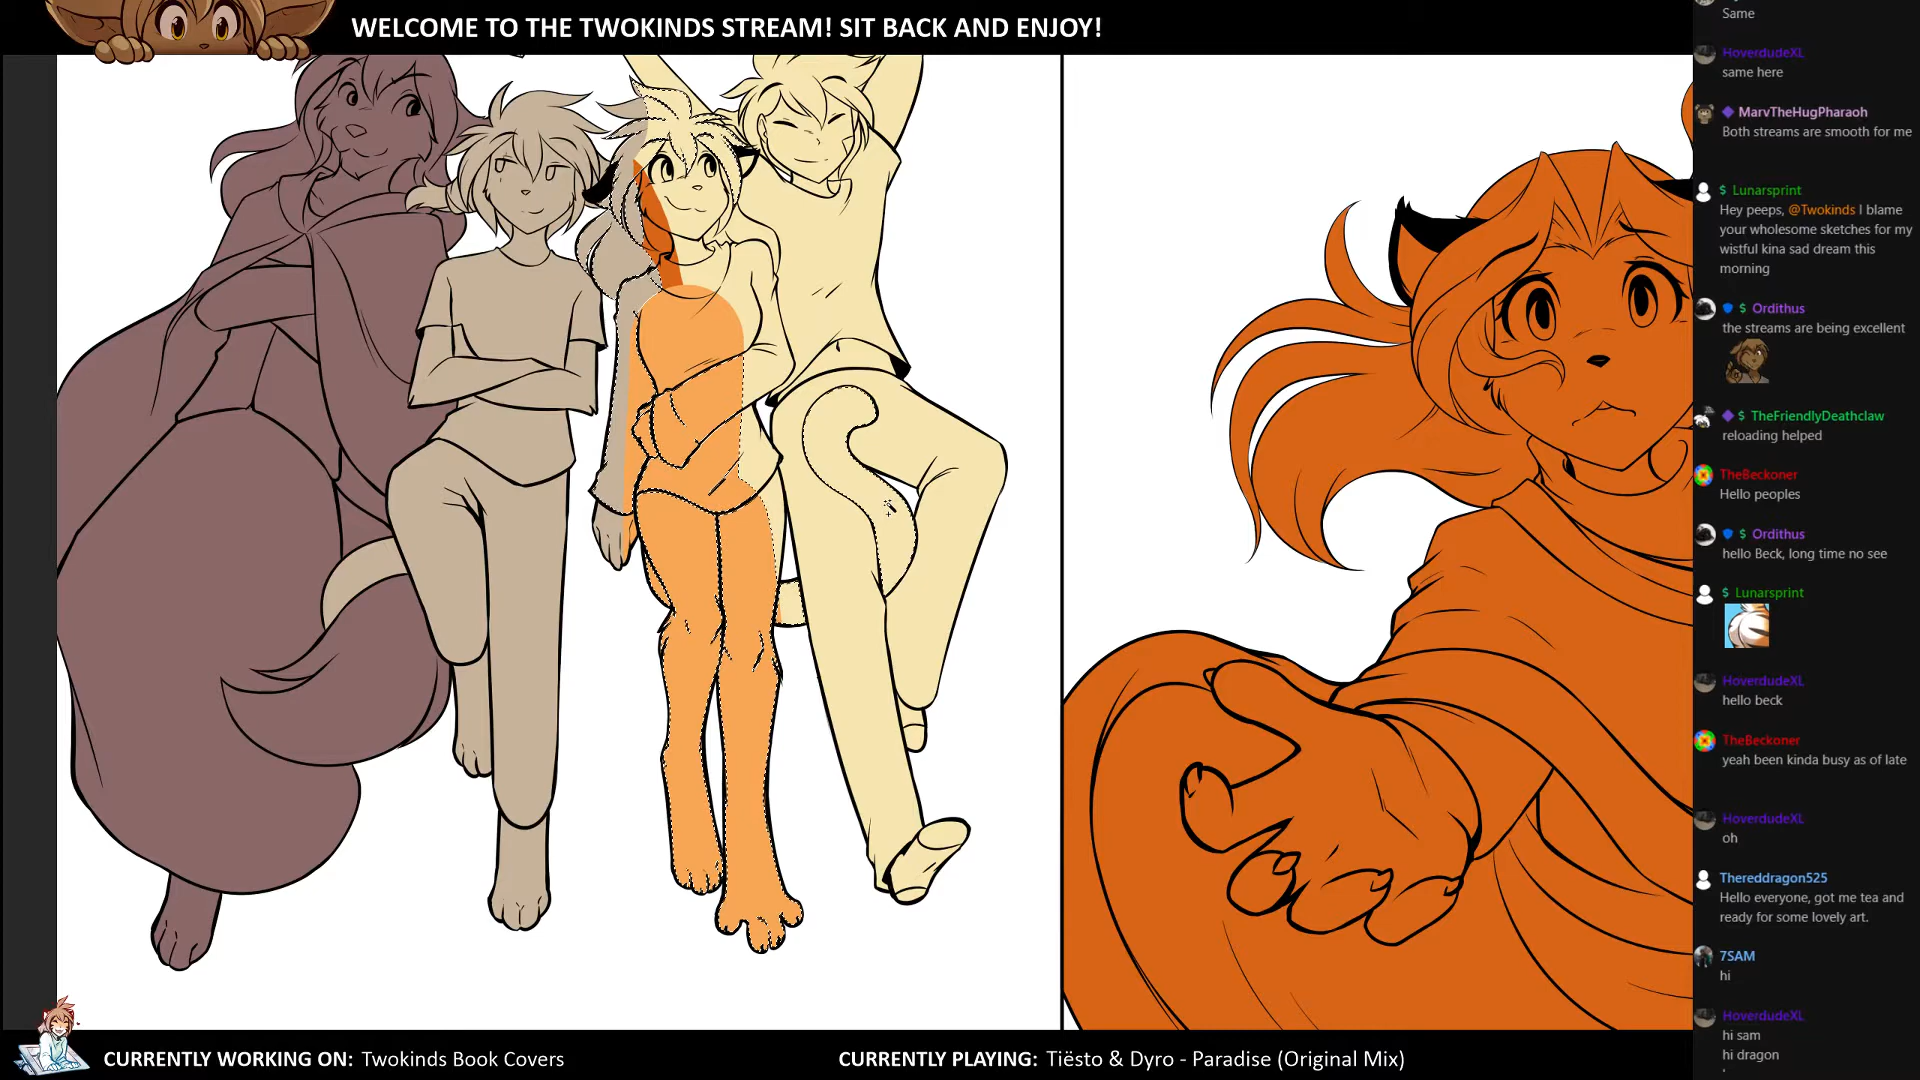 WELCOME TO THE TWOKINDS STREAM! SIT BACK AND ENJOY!
Same
HoverdudeXL
same here
MarvTheHugPharaoh
Both streams are smooth for me
$ Lunarsprint
Hey peeps, @Twokinds I blame
your wholesome sketches for my
wistful kina sad dream this
morning
$ Ordithus
the streams are being excellent
$ TheFriendlyDeathclaw
reloading helped
TheBeckoner
Hello peoples
$ Ordithus
hello Beck, long time no see
$ Lunarsprint
HoverdudeXL
hello beck
TheBeckoner
yeah been kinda busy as of late
HoverdudeXL
oh
Thereddragon525
Hello everyone, got me tea and
ready for some lovely art.
7SAM
hi
HoverdudeXL
hi sam
hi dragon
CURRENTLY WORKING ON: Twokinds Book Covers
CURRENTLY PLAYING: Tiësto & Dyro - Paradise (Original Mix)